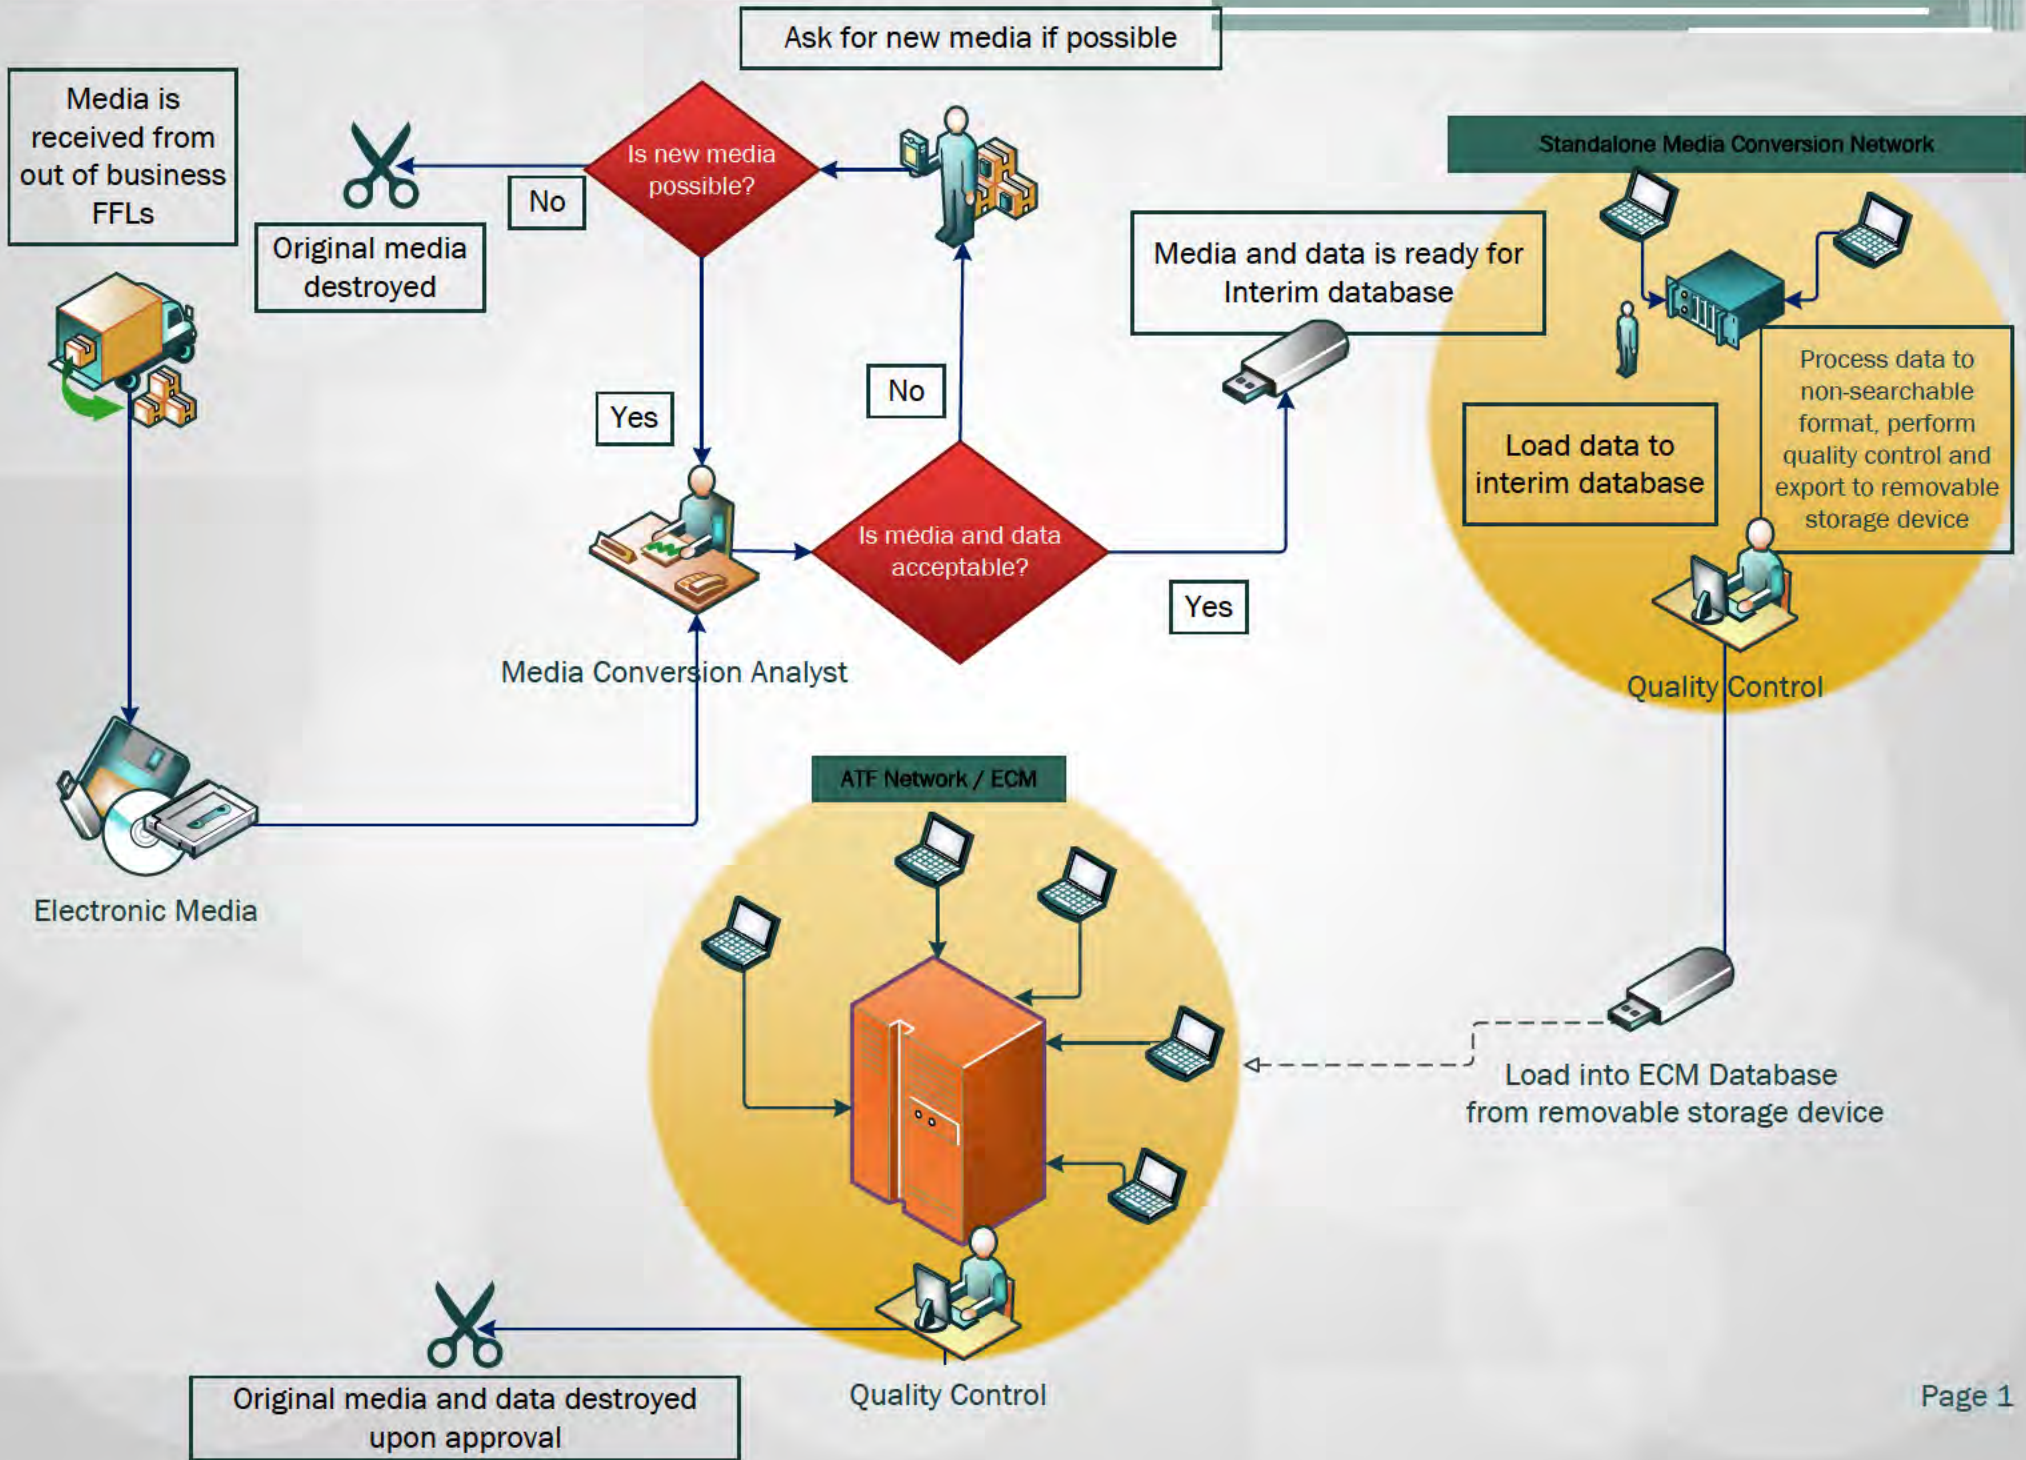 Ask for new media if possible
Media is
received from
out of business
FFLs
Is new media
possible?
No
Original media
destroyed
Standalone Media Conversion Network
Media and data is ready for
Interim database
Process data to
non-searchable
format, perform
quality control and
export to removable
storage device
Load data to
interim database
Yes
No
Is media and data
acceptable?
Yes
Media Conversion Analyst
Quality Control
Electronic Media
ATF Network / ECM
Load into ECM Database
from removable storage device
Original media and data destroyed
upon approval
Quality Control
Page 1